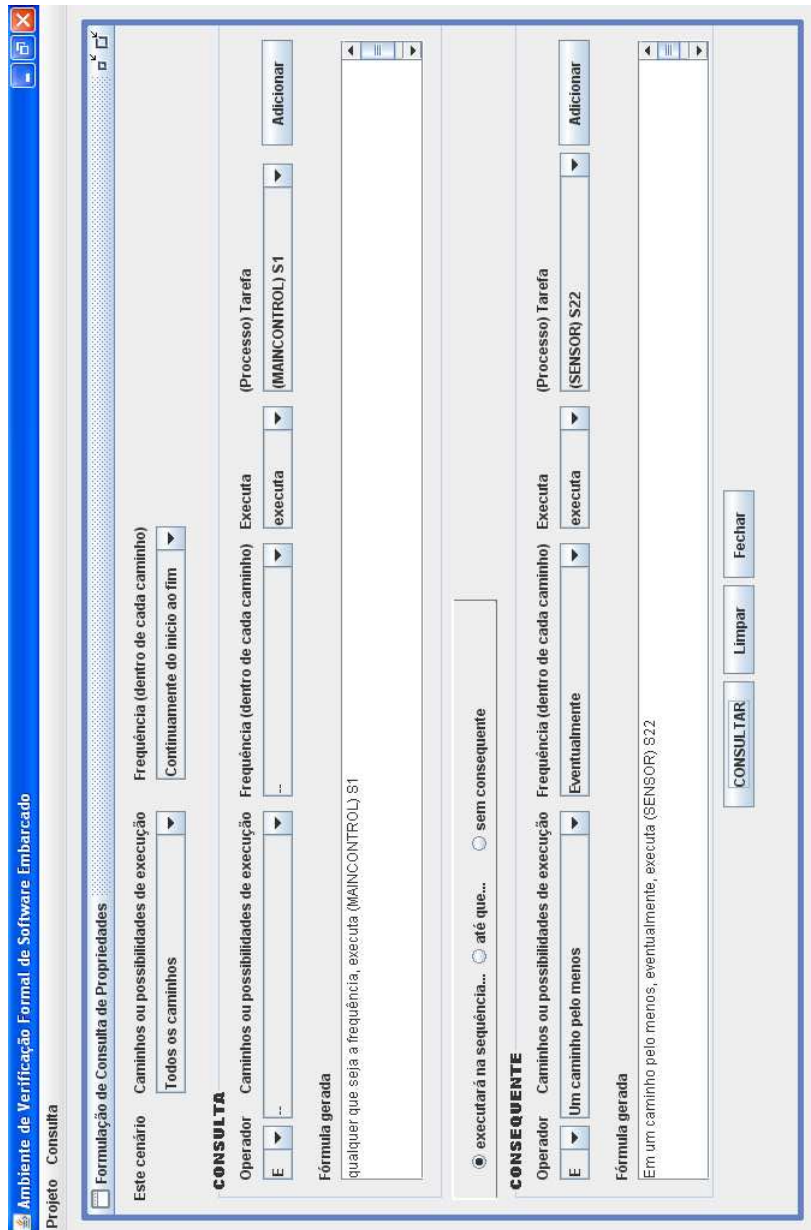 Ambiente de Verificação Formal de Software Embarcado
Projeto Consulta
Formulação de Consulta de Propriedades
Este cenário Caminhos ou possibilidades de execução Frequência (dentro de cada caminho)
Todos os caminhos Continuamente do inicio ao fim
CONSULTA
Operador Caminhos ou possibilidades de execução Frequência (dentro de cada caminho) Executa (Processo) Tarefa
E -- -- executa (MAINCONTROL) S1 Adicionar
Fórmula gerada
qualquer que seja a frequência, executa (MAINCONTROL) S1
executará na sequência... até que... sem consequente
CONSEQUENTE
Operador Caminhos ou possibilidades de execução Frequência (dentro de cada caminho) Executa (Processo) Tarefa
E Um caminho pelo menos Eventualmente executa (SENSOR) S22 Adicionar
Fórmula gerada
Em um caminho pelo menos, eventualmente, executa (SENSOR) S22
CONSULTAR Limpar Fechar